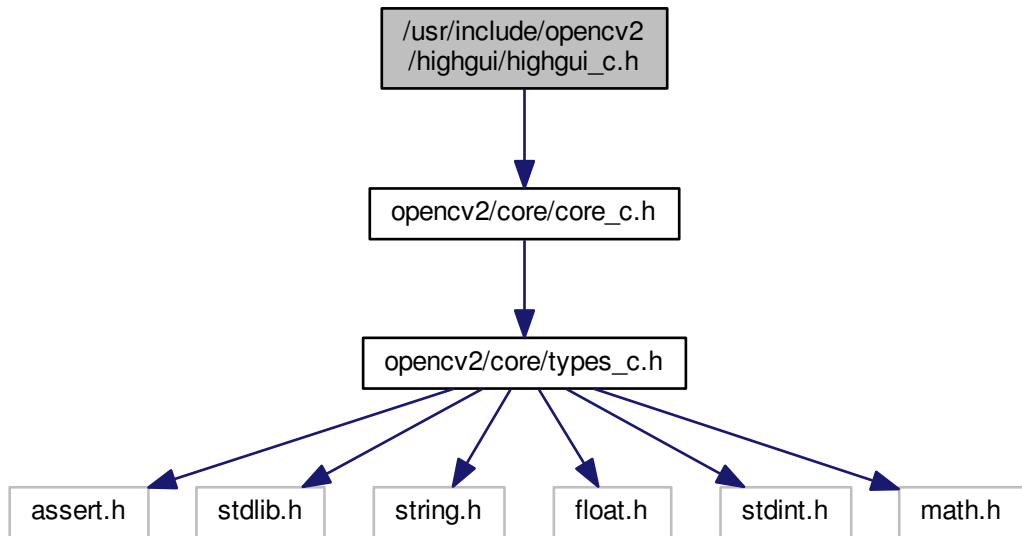 /usr/include/opencv2
/highgui/highgui_c.h
opencv2/core/core_c.h
opencv2/core/types_c.h
assert.h
stdlib.h
string.h
float.h
stdint.h
math.h